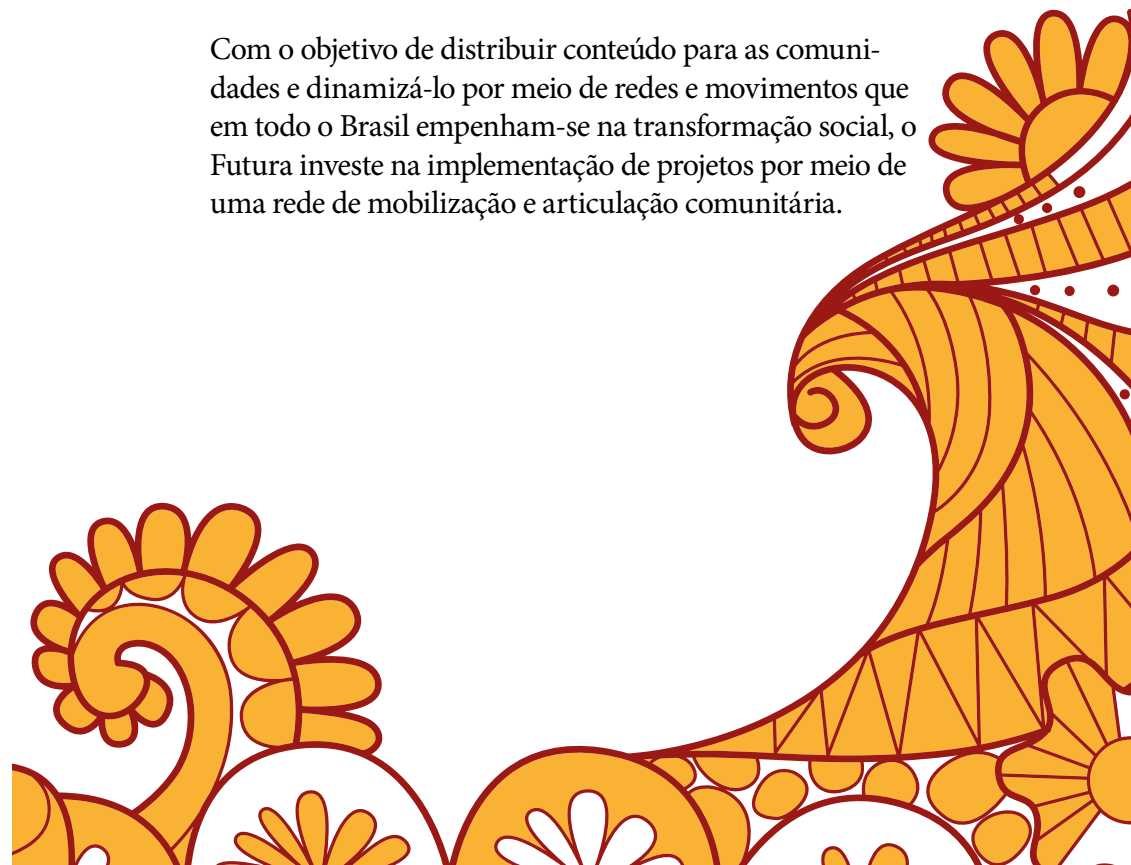 Com o objetivo de distribuir conteúdo para as comuni-
dades e dinamizá-lo por meio de redes e movimentos que
em todo o Brasil empenham-se na transformação social, o
Futura investe na implementação de projetos por meio de
uma rede de mobilização e articulação comunitária.